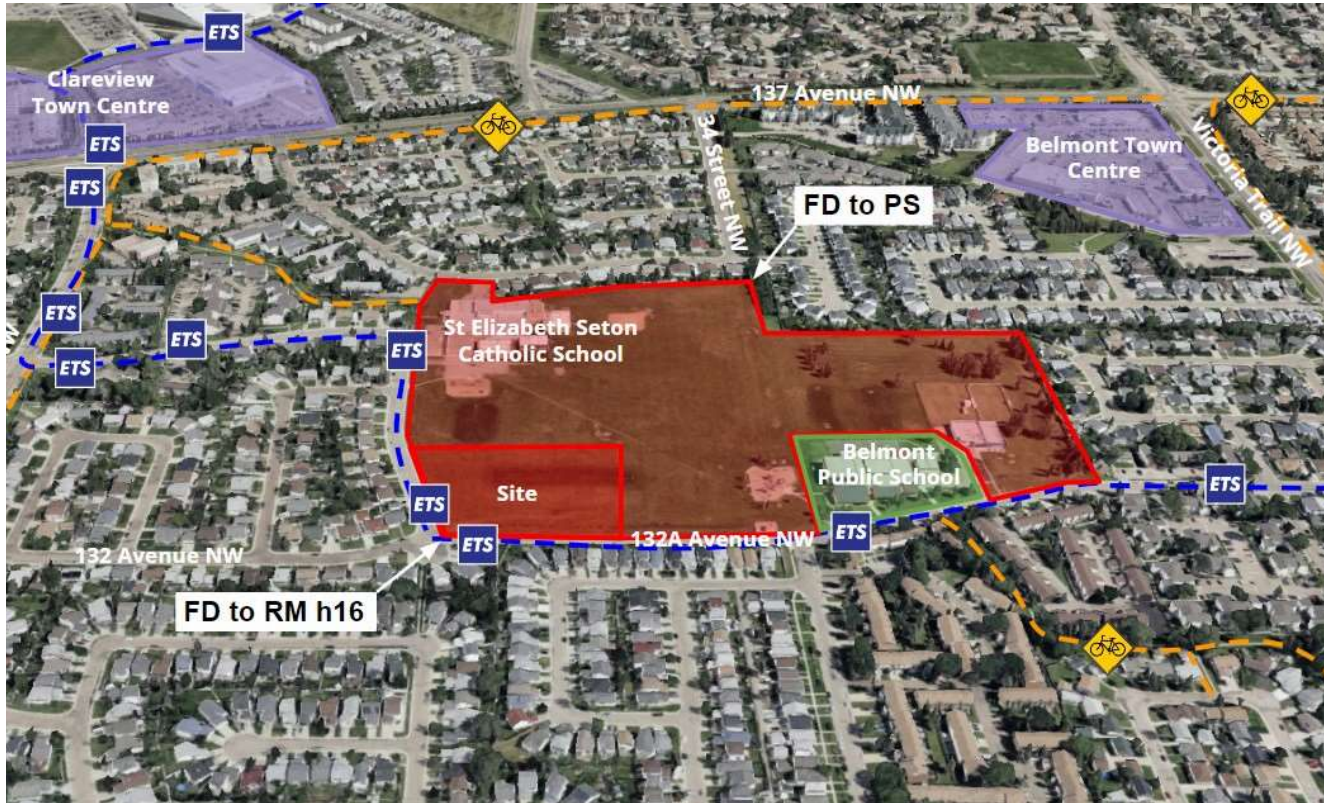 ETS
Clareview
Town Centre
137 Avenue NW
ETS
34 Street NW
Belmont Town
Centre
Victoria Trail NW
ETS
FD to PS
ETS
St Elizabeth Seton
Catholic School
ETS
ETS
ETS
Belmont
Public School
Site
ETS
ETS
ETS
132A Avenue NW
ETS
132 Avenue NW
FD to RM h16